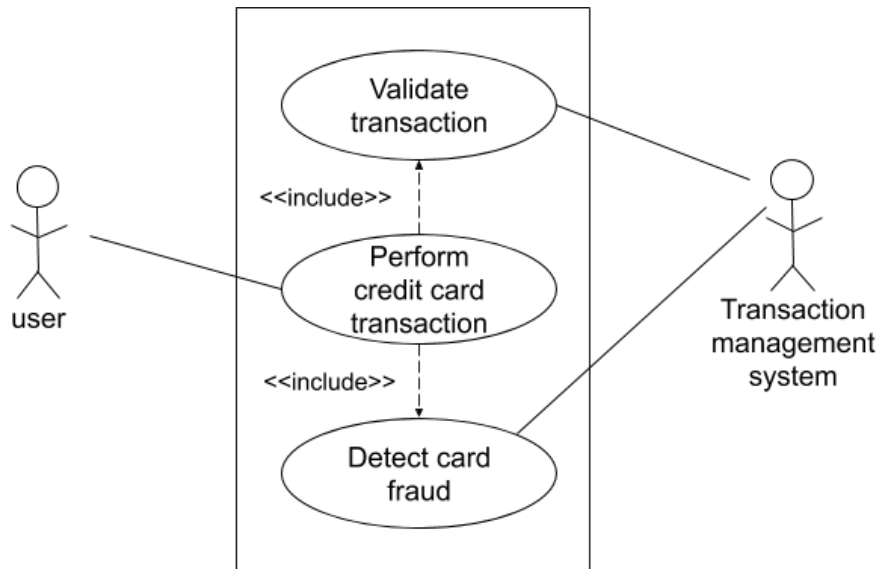 Validate
transaction
<<include>>
user
Perform
credit card
transaction
Transaction
management
system
<<include>>
Detect card
fraud